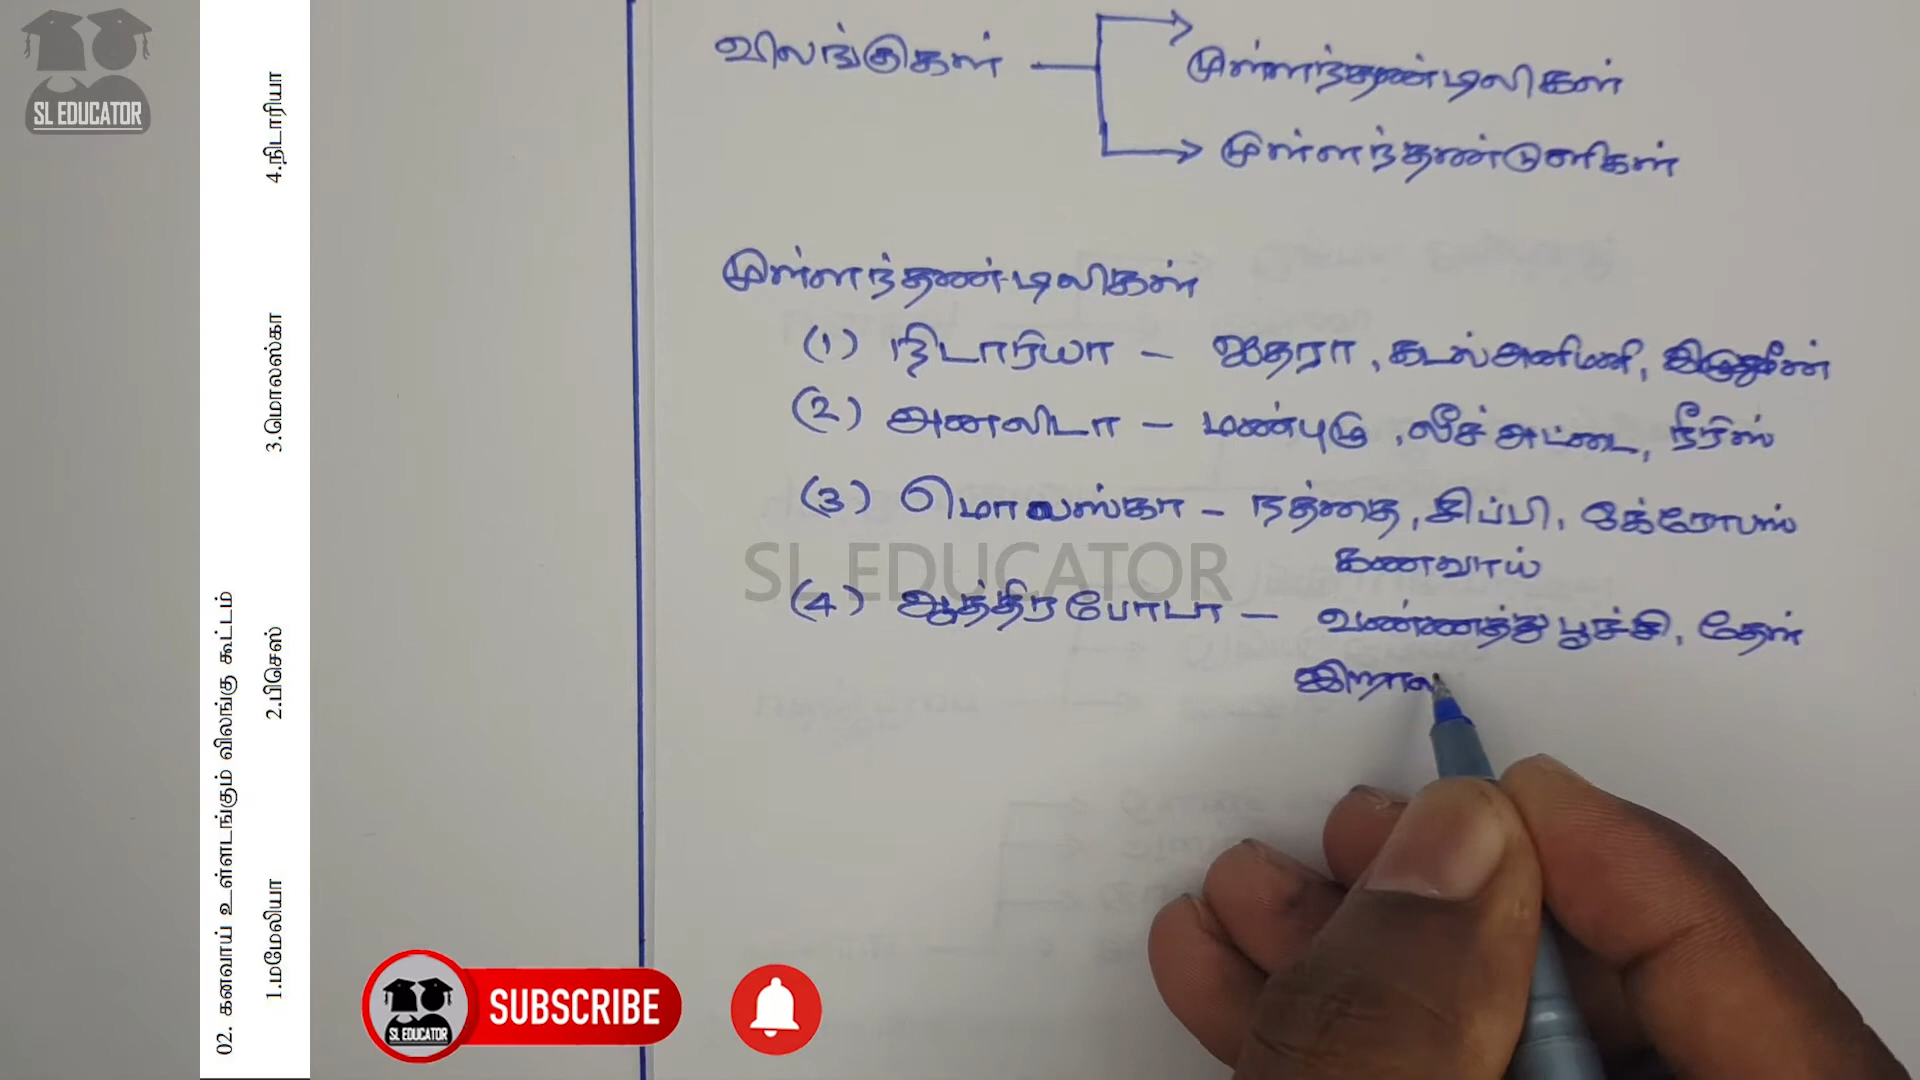 SL EDUCATOR
02. கனவாய் உள்ளடங்கும் விலங்கு கூட்டம்
1.மமேலியா 2.பிசெஸ் 3.மொலஸ்கா 4.நிடாரியா
விலங்குகள்
முள்ளந்தண்டிலிகள்
முள்ளந்தண்டுளிகள்
முள்ளந்தண்டிலிகள்
(1) நிடாரியா - ஐதரா, கடல்அனிமனி,
(2) அனலிடா - மண்புழு, லீச் அட்டை, நீரிஸ்
(3) மொலஸ்கா - நத்தை, சிப்பி,
கணவாய்
SL EDUCATOR
(4) ஆத்திரபோடா - வண்ணத்துபூச்சி, தேள்
இறால
SL EDUCATOR
SUBSCRIBE